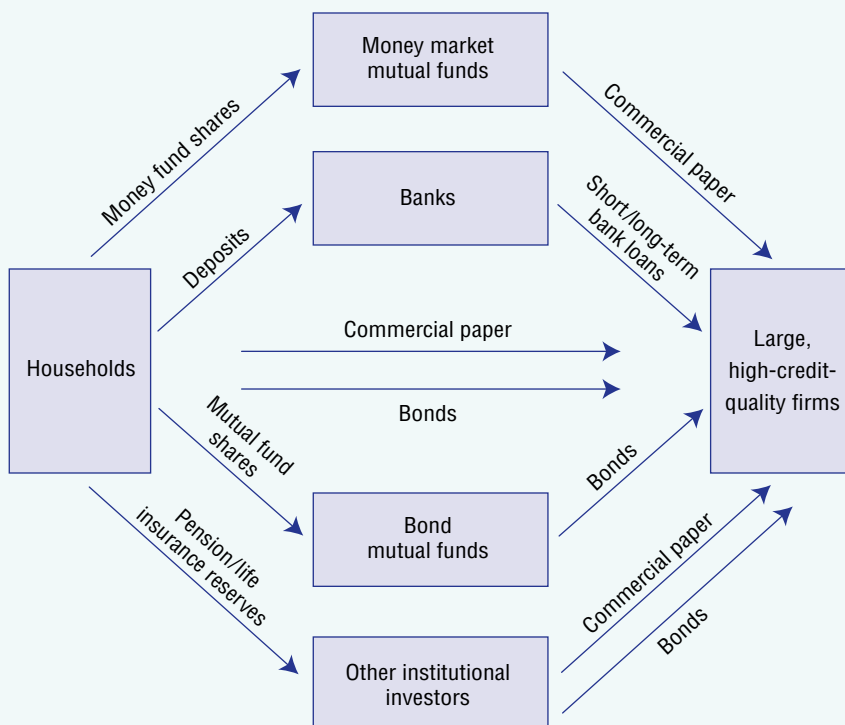 Money market
mutual funds
Money fund shares
Commercial paper
Banks
Deposits
Short/long-term
bank loans
Households
Commercial paper
Bonds
Large,
high-credit-
quality firms
Mutual fund
shares
Bonds
Bond
mutual funds
Pension/life
insurance reserves
Commercial paper
Bonds
Other institutional
investors